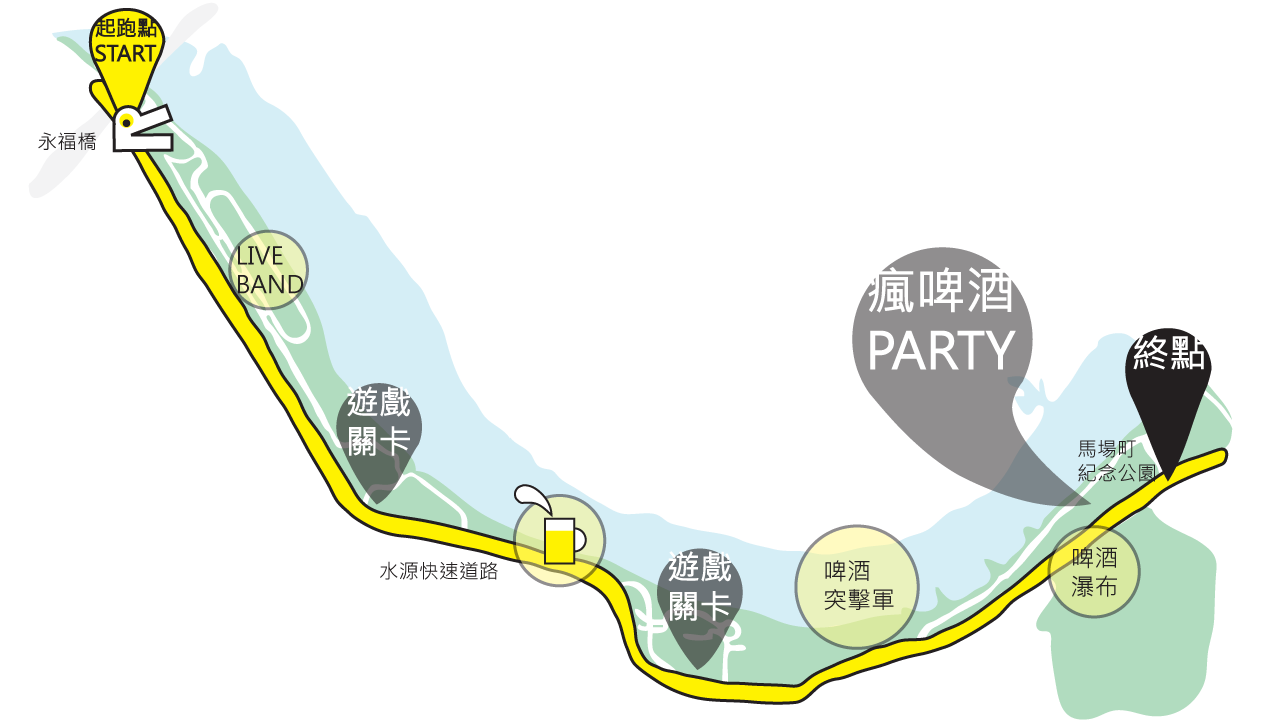 起跑點
START
永福橋
LIVE
BAND
遊戲
關卡
水源快速道路
遊戲
關卡
啤酒
突擊軍
瘋啤酒
PARTY
終點
馬場町
紀念公園
啤酒
瀑布